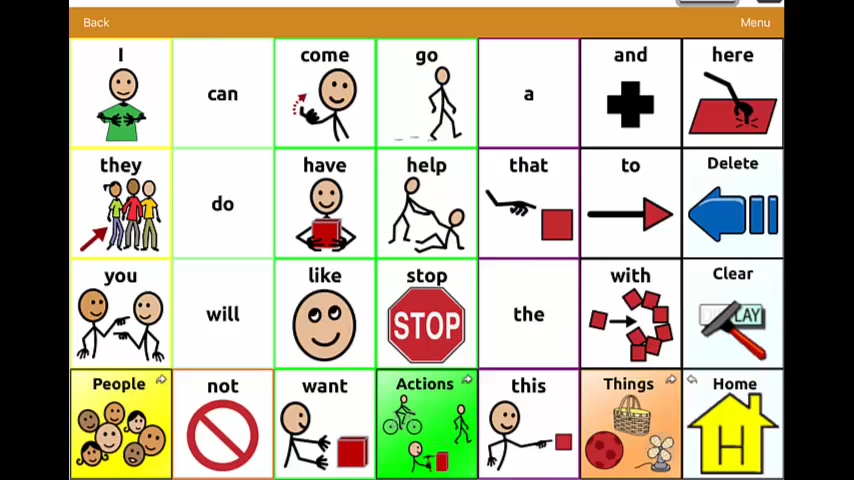 Back Menu
I can come go a and here
they do have help that to Delete
you will like stop the with Clear
STOP
LAY
People not want Actions this Things Home
H